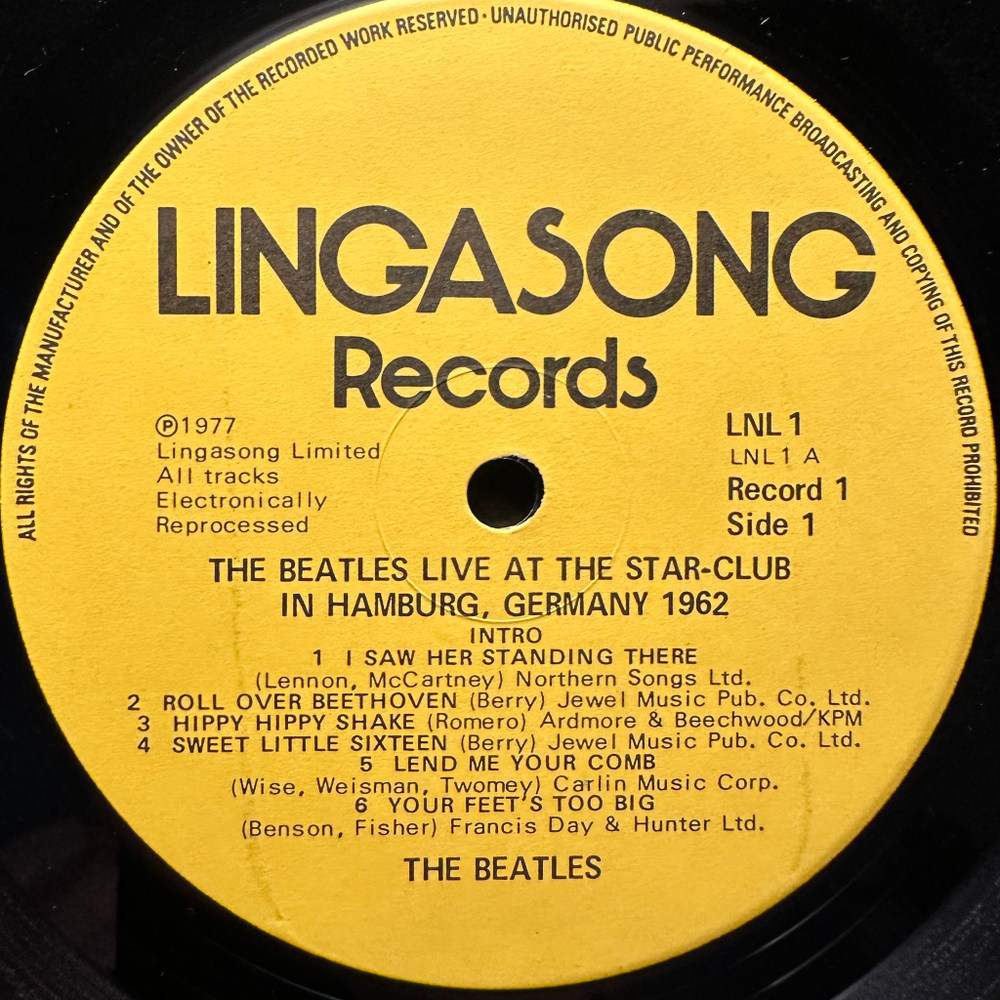 ALL RIGHTS OF THE MANUFACTURER AND OF THE OWNER OF THE RECORDED WORK RESERVED · UNAUTHORISED PUBLIC PERFORMANCE BROADCASTING AND COPYING OF THIS RECORD PROHIBITED
LINGASONG
Records
℗1977
Lingasong Limited
All tracks
Electronically
Reprocessed
LNL 1
LNL 1 A
Record 1
Side 1
THE BEATLES LIVE AT THE STAR-CLUB
IN HAMBURG, GERMANY 1962
INTRO
1 I SAW HER STANDING THERE
(Lennon, McCartney) Northern Songs Ltd.
2 ROLL OVER BEETHOVEN (Berry) Jewel Music Pub. Co. Ltd.
3 HIPPY HIPPY SHAKE (Romero) Ardmore & Beechwood/KPM
4 SWEET LITTLE SIXTEEN (Berry) Jewel Music Pub. Co. Ltd.
5 LEND ME YOUR COMB
(Wise, Weisman, Twomey) Carlin Music Corp.
6 YOUR FEET'S TOO BIG
(Benson, Fisher) Francis Day & Hunter Ltd.
THE BEATLES